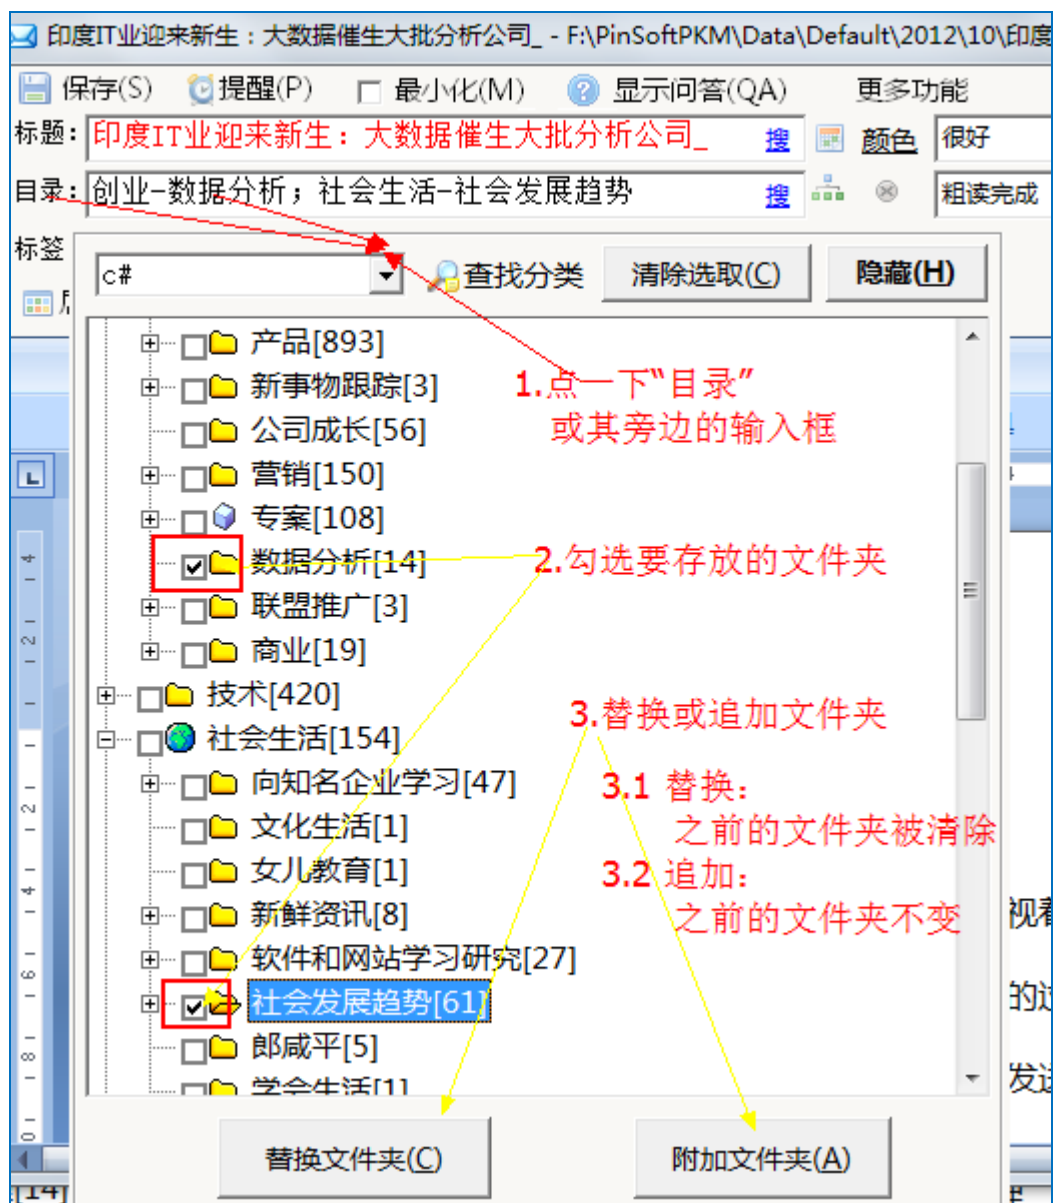 印度IT业迎来新生：大数据催生大批分析公司_ - F:\PinSoftPKM\Data\Default\2012\10\印度
保存(S) 提醒(P) 最小化(M) 显示问答(QA) 更多功能
标题: 印度IT业迎来新生：大数据催生大批分析公司_ 搜 颜色 很好
目录: 创业-数据分析；社会生活-社会发展趋势 搜 粗读完成
标签
c# 查找分类 清除选取(C) 隐藏(H)
产品[893]
新事物跟踪[3]
公司成长[56]
营销[150]
专案[108]
数据分析[14]
联盟推广[3]
商业[19]
技术[420]
社会生活[154]
向知名企业学习[47]
文化生活[1]
女儿教育[1]
新鲜资讯[8]
软件和网站学习研究[27]
社会发展趋势[61]
郎咸平[5]
学会生活[1]
1.点一下“目录”
或其旁边的输入框
2.勾选要存放的文件夹
3.替换或追加文件夹
3.1 替换:
之前的文件夹被清除
3.2 追加:
之前的文件夹不变
替换文件夹(C) 附加文件夹(A)
视看
的过
发达
[14]